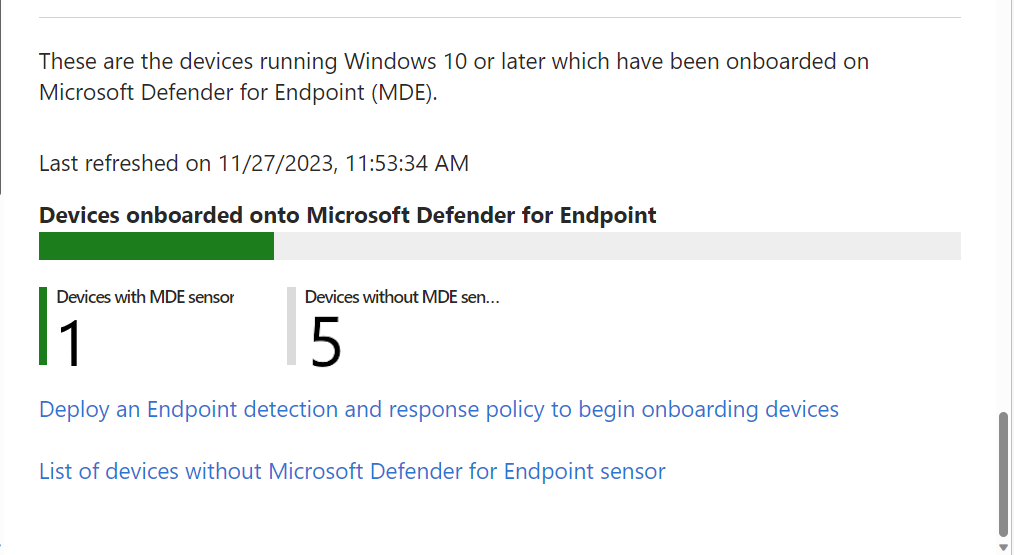 These are the devices running Windows 10 or later which have been onboarded on
Microsoft Defender for Endpoint (MDE).
Last refreshed on 11/27/2023, 11:53:34 AM
Devices onboarded onto Microsoft Defender for Endpoint
Devices with MDE sensor
1
Devices without MDE sen...
5
Deploy an Endpoint detection and response policy to begin onboarding devices
List of devices without Microsoft Defender for Endpoint sensor